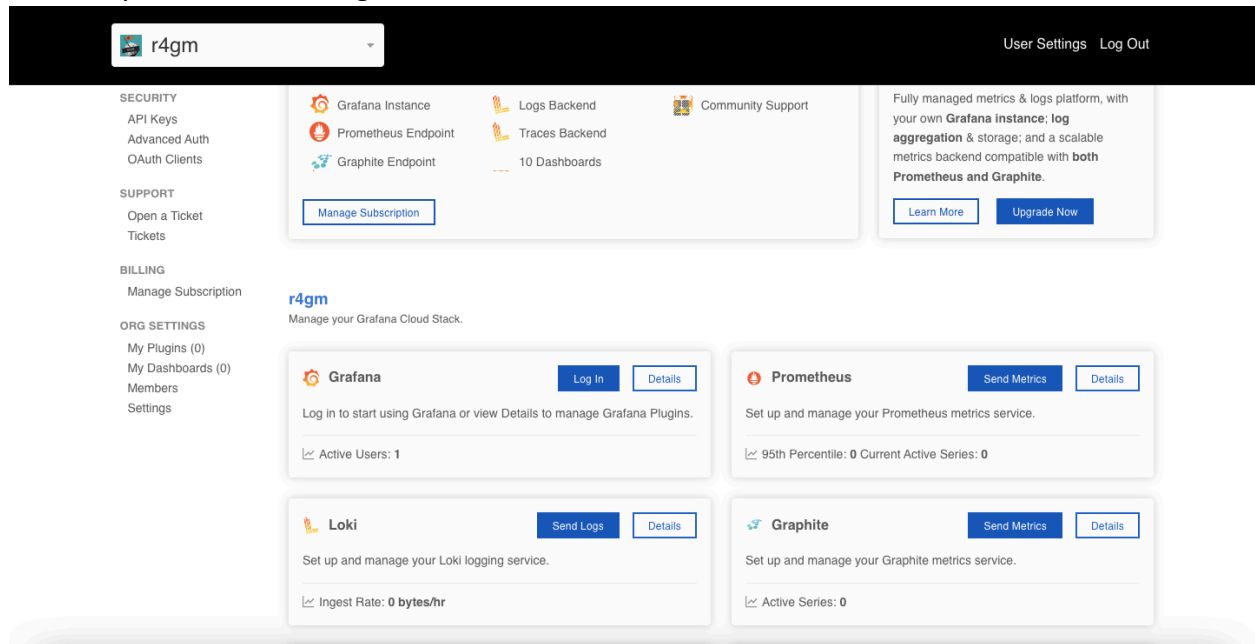 r4gm
User Settings Log Out
SECURITY
API Keys
Advanced Auth
OAuth Clients
SUPPORT
Open a Ticket
Tickets
BILLING
Manage Subscription
ORG SETTINGS
My Plugins (0)
My Dashboards (0)
Members
Settings
Grafana Instance
Logs Backend
Community Support
Prometheus Endpoint
Traces Backend
Graphite Endpoint
10 Dashboards
Manage Subscription
Fully managed metrics & logs platform, with
your own Grafana instance; log
aggregation & storage; and a scalable
metrics backend compatible with both
Prometheus and Graphite.
Learn More
Upgrade Now
r4gm
Manage your Grafana Cloud Stack.
Grafana
Log In
Details
Log in to start using Grafana or view Details to manage Grafana Plugins.
Active Users: 1
Prometheus
Send Metrics
Details
Set up and manage your Prometheus metrics service.
95th Percentile: 0 Current Active Series: 0
Loki
Send Logs
Details
Set up and manage your Loki logging service.
Ingest Rate: 0 bytes/hr
Graphite
Send Metrics
Details
Set up and manage your Graphite metrics service.
Active Series: 0